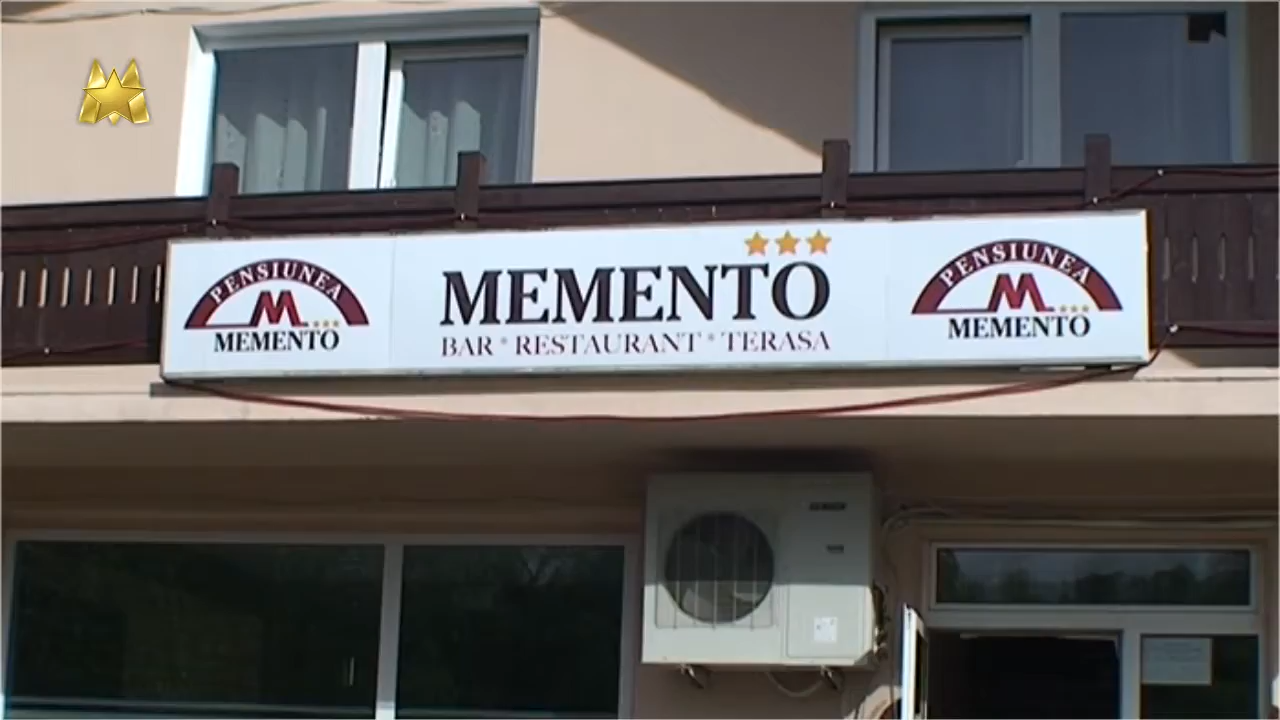 PENSIUNEA
M
MEMENTO
MEMENTO
BAR * RESTAURANT * TERASA
PENSIUNEA
M
MEMENTO